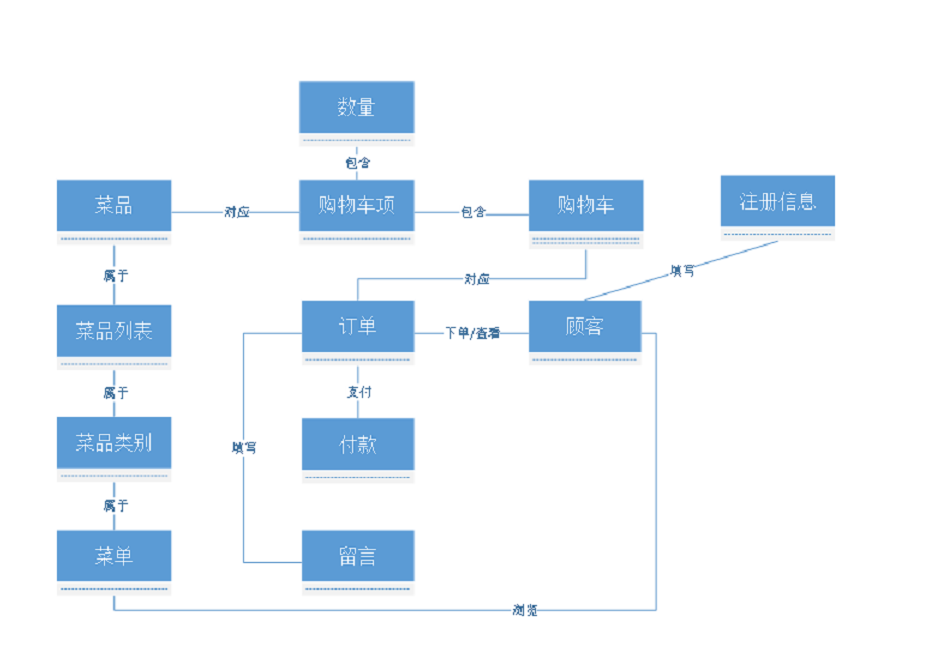 数量
包含
菜品
对应
购物车项
包含
购物车
注册信息
属于
对应
填写
菜品列表
订单
下单/查看
顾客
属于
支付
菜品类别
填写
付款
属于
菜单
留言
浏览